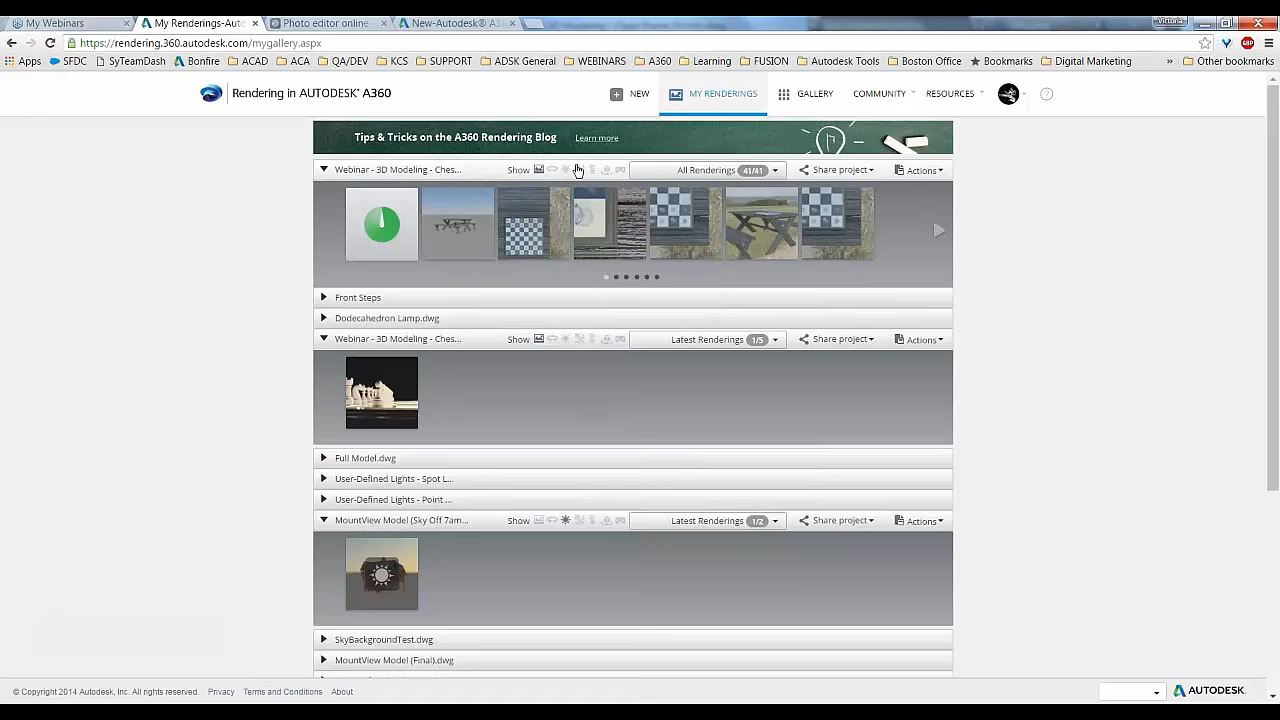 My Webinars
My Renderings-Auto
Photo editor online
New-Autodesk® A3
Victoria
https://rendering.360.autodesk.com/mygallery.aspx
Apps SFDC SyTeamDash Bonfire ACAD ACA QA/DEV KCS SUPPORT ADSK General WEBINARS A360 Learning FUSION Autodesk Tools Boston Office Bookmarks Digital Marketing » Other bookmarks
Rendering in AUTODESK® A360
NEW MY RENDERINGS GALLERY COMMUNITY RESOURCES ?
Tips & Tricks on the A360 Rendering Blog Learn more
Webinar - 3D Modeling - Ches... Show All Renderings 41/41 Share project Actions
Front Steps
Dodecahedron Lamp.dwg
Webinar - 3D Modeling - Ches... Show Latest Renderings 1/5 Share project Actions
Full Model.dwg
User-Defined Lights - Spot L...
User-Defined Lights - Point ...
MountView Model (Sky Off 7am... Show Latest Renderings 1/2 Share project Actions
SkyBackgroundTest.dwg
MountView Model (Final).dwg
© Copyright 2014 Autodesk, Inc. All rights reserved. Privacy Terms and Conditions About
AUTODESK.